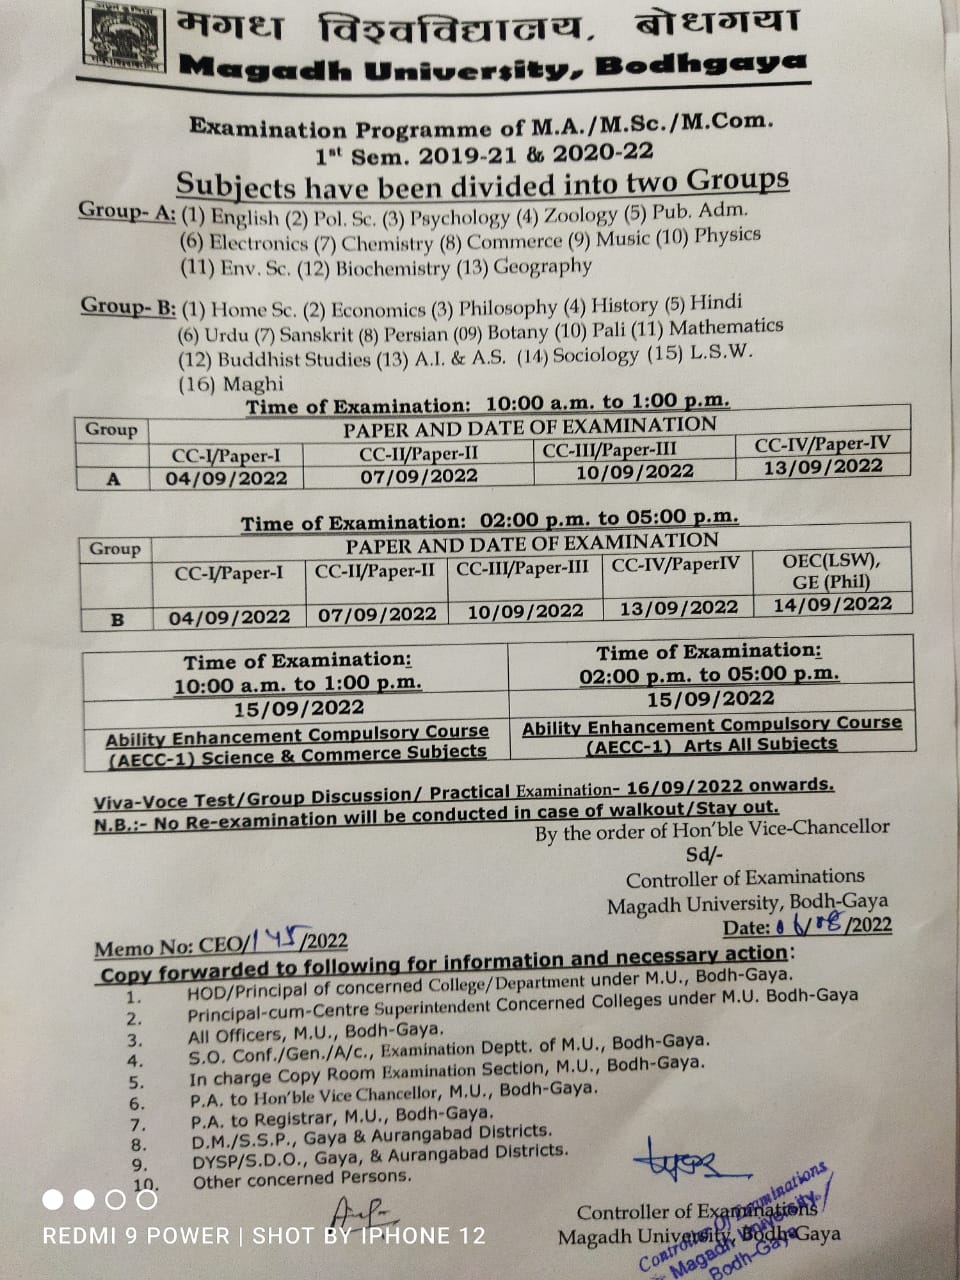 मगध विश्वविद्यालय, बोधगया
Magadh University, Bodhgaya
Examination Programme of M.A./M.Sc./M.Com.
1st Sem. 2019-21 & 2020-22
Subjects have been divided into two Groups
Group- A: (1) English (2) Pol. Sc. (3) Psychology (4) Zoology (5) Pub. Adm.
(6) Electronics (7) Chemistry (8) Commerce (9) Music (10) Physics
(11) Env. Sc. (12) Biochemistry (13) Geography
Group- B: (1) Home Sc. (2) Economics (3) Philosophy (4) History (5) Hindi
(6) Urdu (7) Sanskrit (8) Persian (09) Botany (10) Pali (11) Mathematics
(12) Buddhist Studies (13) A.I. & A.S. (14) Sociology (15) L.S.W.
(16) Maghi
Time of Examination: 10:00 a.m. to 1:00 p.m.
Group PAPER AND DATE OF EXAMINATION
CC-I/Paper-I CC-II/Paper-II CC-III/Paper-III CC-IV/Paper-IV
A 04/09/2022 07/09/2022 10/09/2022 13/09/2022
Time of Examination: 02:00 p.m. to 05:00 p.m.
Group PAPER AND DATE OF EXAMINATION
CC-I/Paper-I CC-II/Paper-II CC-III/Paper-III CC-IV/PaperIV OEC(LSW),
GE (Phil)
B 04/09/2022 07/09/2022 10/09/2022 13/09/2022 14/09/2022
Time of Examination:
10:00 a.m. to 1:00 p.m.
15/09/2022
Ability Enhancement Compulsory Course
(AECC-1) Science & Commerce Subjects
Time of Examination:
02:00 p.m. to 05:00 p.m.
15/09/2022
Ability Enhancement Compulsory Course
(AECC-1) Arts All Subjects
Viva-Voce Test/Group Discussion/ Practical Examination- 16/09/2022 onwards.
N.B.:- No Re-examination will be conducted in case of walkout/Stay out.
By the order of Hon'ble Vice-Chancellor
Sd/-
Controller of Examinations
Magadh University, Bodh-Gaya
Date: 06/08/2022
Memo No: CEO/145/2022
Copy forwarded to following for information and necessary action:
1. HOD/Principal of concerned College/Department under M.U., Bodh-Gaya.
2. Principal-cum-Centre Superintendent Concerned Colleges under M.U. Bodh-Gaya
3. All Officers, M.U., Bodh-Gaya.
4. S.O. Conf./Gen./A/c., Examination Deptt. of M.U., Bodh-Gaya.
5. In charge Copy Room Examination Section, M.U., Bodh-Gaya.
6. P.A. to Hon'ble Vice Chancellor, M.U., Bodh-Gaya.
7. P.A. to Registrar, M.U., Bodh-Gaya.
8. D.M./S.S.P., Gaya & Aurangabad Districts.
9. DYSP/S.D.O., Gaya, & Aurangabad Districts.
10. Other concerned Persons.
Controller of Examinations
Magadh University, BodhGaya
Controller Of Examinations
Magadh University
Bodh-Gaya
REDMI 9 POWER | SHOT BY IPHONE 12